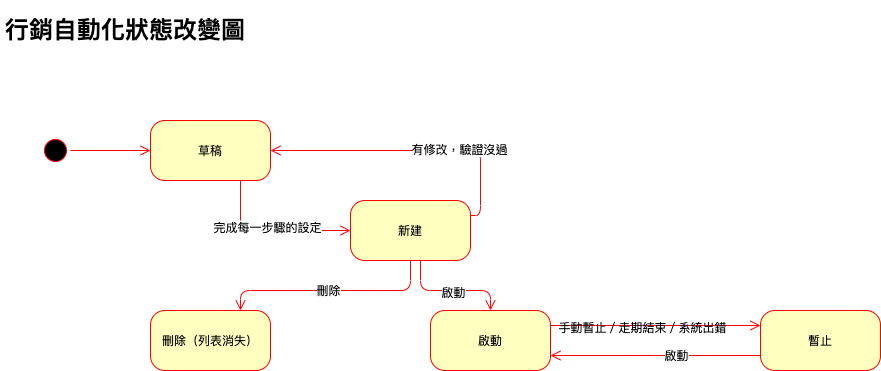 行銷自動化狀態改變圖
草稿
有修改，驗證沒過
完成每一步驟的設定
新建
刪除
啟動
刪除（列表消失）
啟動
手動暫止 / 走期結束 / 系統出錯
暫止
啟動